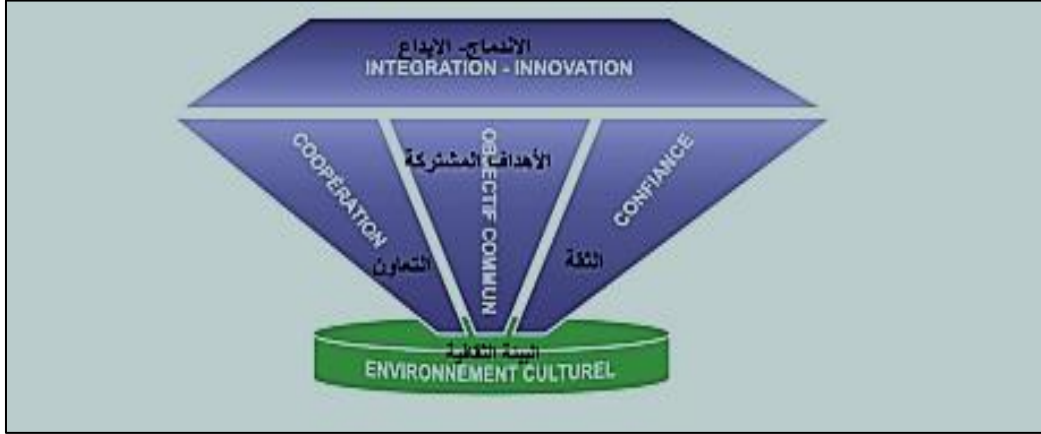 الاندماج- الابداع
INTEGRATION - INNOVATION
COOPÉRATION
التعاون
OBJECTIF COMMUN
الأهداف المشتركة
CONFIANCE
الثقة
البيئة الثقافية
ENVIRONNEMENT CULTUREL